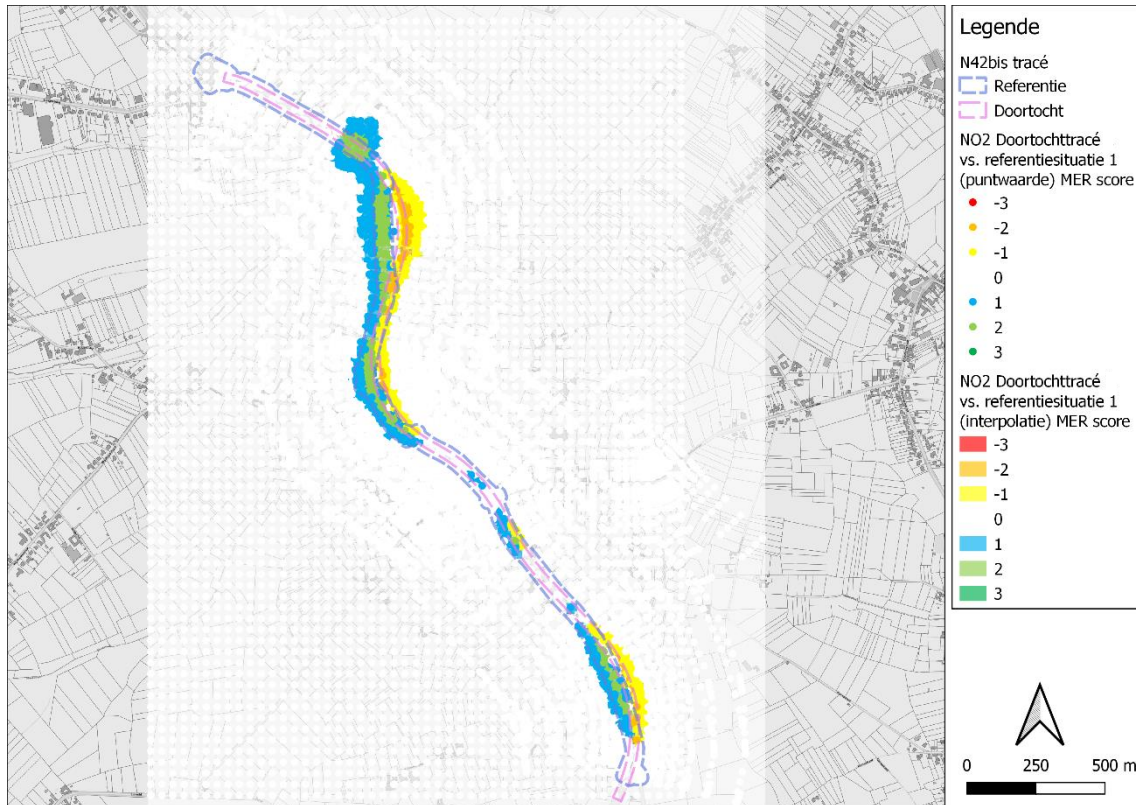 Legende
N42bis tracé
Referentie
Doortocht
NO2 Doortochttracé
vs. referentiesituatie 1
(puntwaarde) MER score
-3
-2
-1
0
1
2
3
NO2 Doortochttracé
vs. referentiesituatie 1
(interpolatie) MER score
-3
-2
-1
0
1
2
3
0 250 500 m